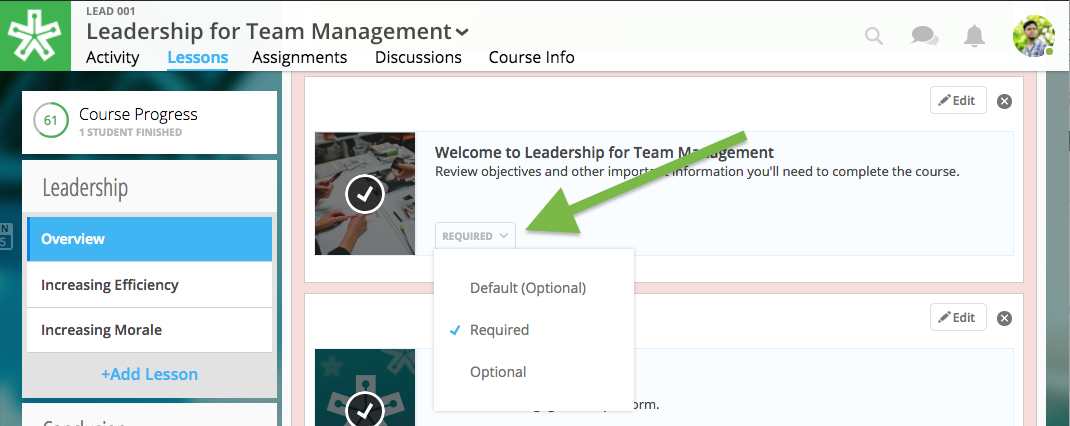 LEAD 001
Leadership for Team Management
Activity Lessons Assignments Discussions Course Info
61 Course Progress
1 STUDENT FINISHED
Leadership
Overview
Increasing Efficiency
Increasing Morale
+Add Lesson
Edit
Welcome to Leadership for Team Management
Review objectives and other important information you'll need to complete the course.
REQUIRED
Default (Optional)
Required
Optional
Edit